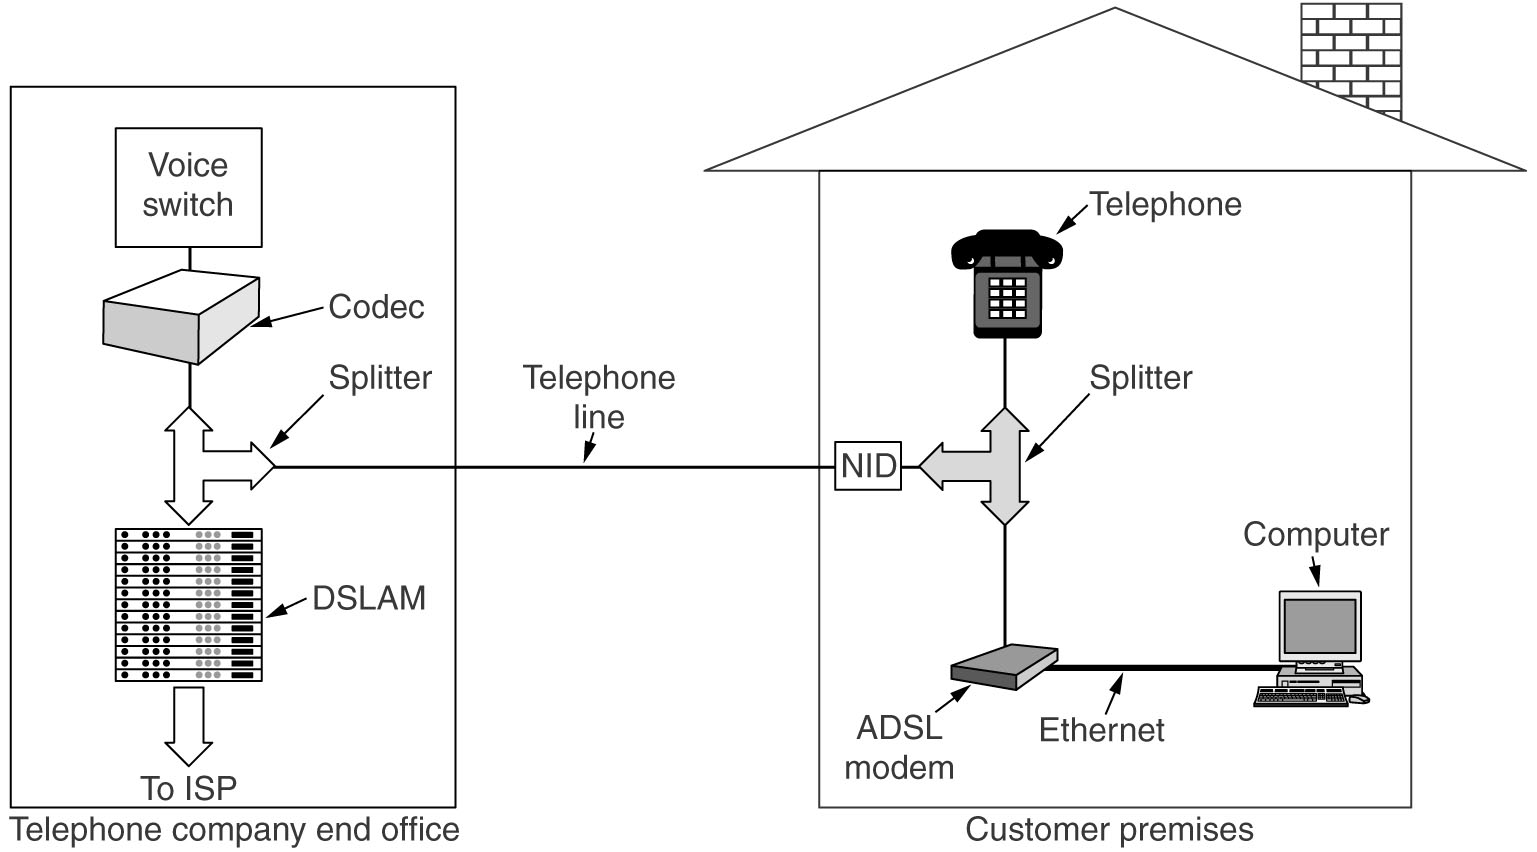 Voice
switch
Codec
Splitter
DSLAM
To ISP
Telephone company end office
Telephone
line
NID
Telephone
Splitter
Computer
ADSL
modem
Ethernet
Customer premises